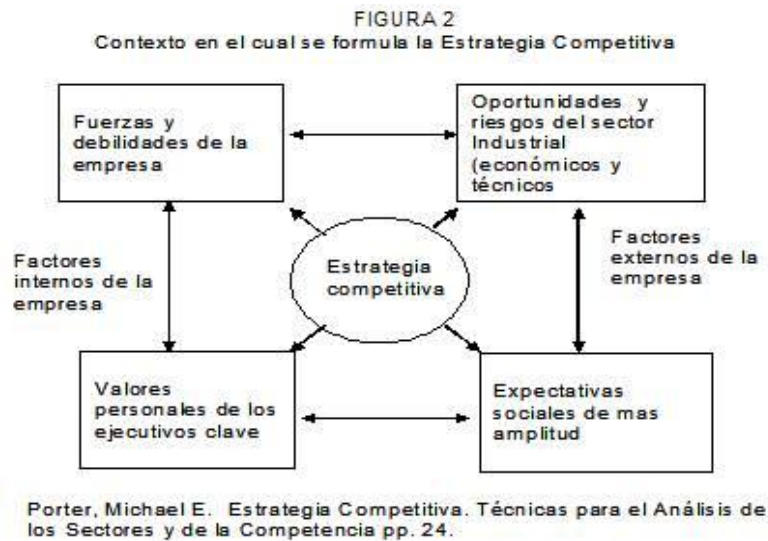 FIGURA 2
Contexto en el cual se formula la Estrategia Competitiva
Fuerzas y
debilidades de la
empresa
Oportunidades y
riesgos del sector
Industrial
(económicos y
técnicos
Factores
internos de la
empresa
Estrategia
competitiva
Factores
externos de la
empresa
Valores
personales de los
ejecutivos clave
Expectativas
sociales de mas
amplitud
Porter, Michael E. Estrategia Competitiva. Técnicas para el Análisis de
los Sectores y de la Competencia pp. 24.